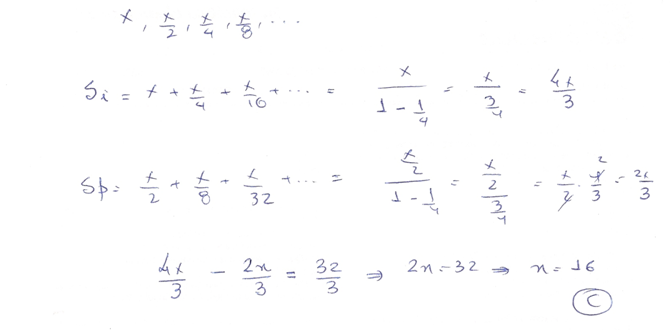 x, x/2, x/4, x/8, ...
Si = x + x/4 + x/16 + ... = x/(1 - 1/4) = x/(3/4) = 4x/3
Sp = x/2 + x/8 + x/32 + ... = (x/2)/(1 - 1/4) = (x/2)/(3/4) = x/2 · 4/3 2 = 2x/3
4x/3 - 2x/3 = 32/3 ⇒ 2x = 32 ⇒ x = 16
C